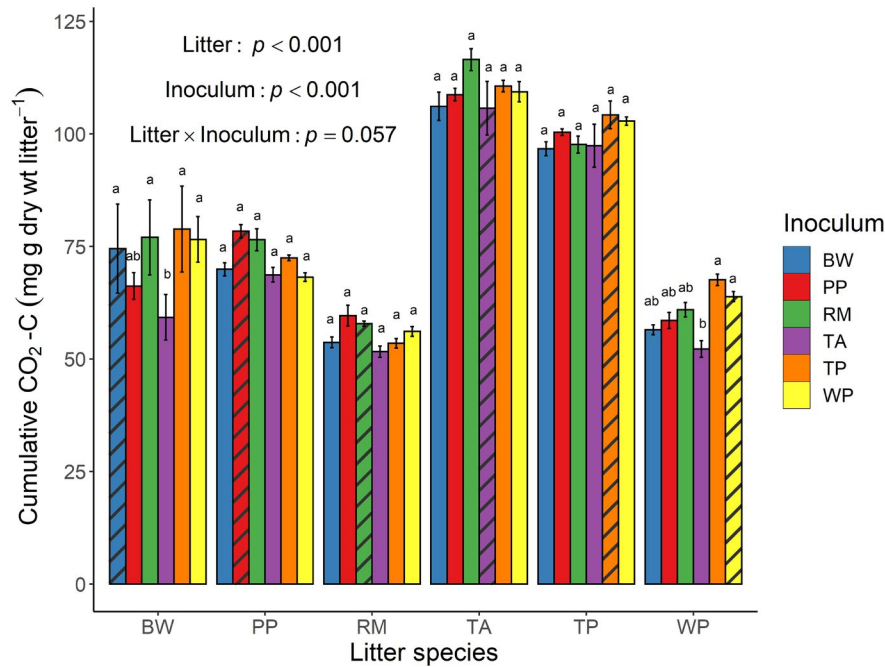 125
100
75
50
25
0
Cumulative CO2 -C (mg g dry wt litter−1)
Litter : p < 0.001
Inoculum : p < 0.001
Litter × Inoculum : p = 0.057
a ab a b a a
a a a a a a
a a a a a a
a a a a a a
a a a a a a
ab ab ab b a a
BW PP RM TA TP WP
Litter species
Inoculum
BW
PP
RM
TA
TP
WP